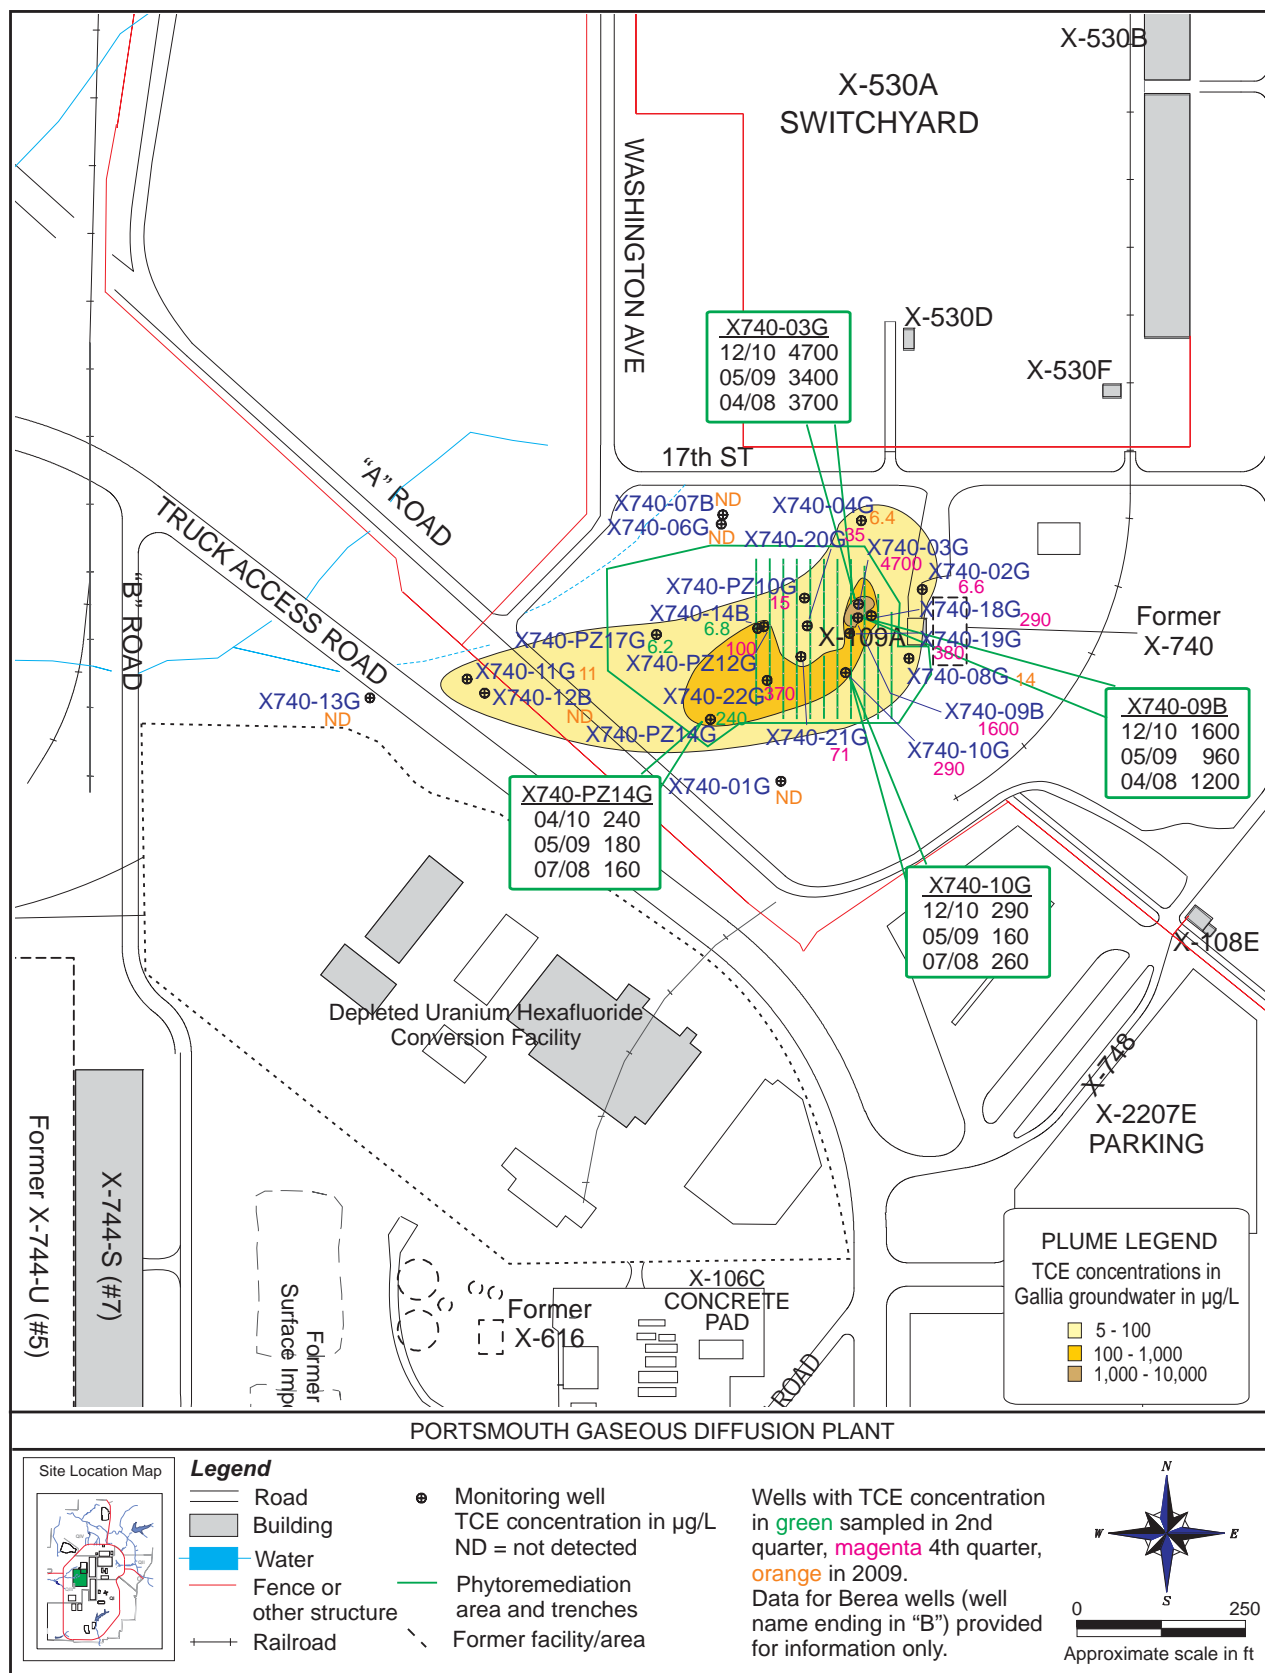 X-530B
X-530A
SWITCHYARD
WASHINGTON AVE
X-530D
X-530F
X740-03G
12/10 4700
05/09 3400
04/08 3700
17th ST
"A" ROAD
TRUCK ACCESS ROAD
"B" ROAD
X740-07B ND
X740-06G
ND
X740-04G
6.4
X740-20G
35
X740-03G
4700
X740-02G
6.6
X740-PZ10G
15
X740-14B
6.8
X740-18G
290
Former
X-740
X740-PZ17G
6.2
100
X-109A
X740-19G
380
X740-PZ12G
X740-11G 11
X740-08G 14
X740-12B
ND
X740-22G
370
X740-13G
ND
X740-09B
1600
240
X740-PZ14G
X740-21G
71
X740-10G
290
X740-01G
ND
X740-09B
12/10 1600
05/09 960
04/08 1200
X740-PZ14G
04/10 240
05/09 180
07/08 160
X740-10G
12/10 290
05/09 160
07/08 260
X-108E
Depleted Uranium Hexafluoride
Conversion Facility
X-748
X-2207E
PARKING
Former X-744-U (#5)
X-744-S (#7)
Former
Surface Impo
Former
X-616
X-106C
CONCRETE
PAD
ROAD
PLUME LEGEND
TCE concentrations in
Gallia groundwater in µg/L
5 - 100
100 - 1,000
1,000 - 10,000
PORTSMOUTH GASEOUS DIFFUSION PLANT
Site Location Map
Legend
Road
Building
Water
Fence or
other structure
Railroad
Monitoring well
TCE concentration in µg/L
ND = not detected
Phytoremediation
area and trenches
Former facility/area
Wells with TCE concentration
in green sampled in 2nd
quarter, magenta 4th quarter,
orange in 2009.
Data for Berea wells (well
name ending in "B") provided
for information only.
N
W E
S
0 250
Approximate scale in ft